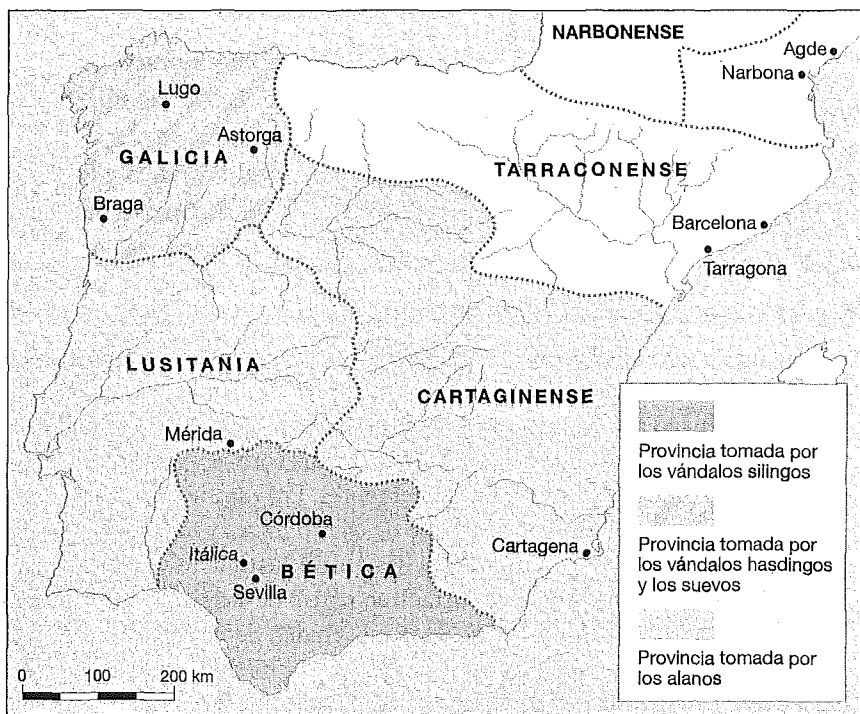 NARBONENSE
Agde
Narbona
Lugo
Astorga
GALICIA
TARRACONENSE
Braga
Barcelona
Tarragona
LUSITANIA
CARTAGINENSE
Mérida
Provincia tomada por
los vándalos silingos
Córdoba
Cartagena
Itálica
BÉTICA
Sevilla
Provincia tomada por
los vándalos hasdingos
y los suevos
0 100 200 km
Provincia tomada por
los alanos